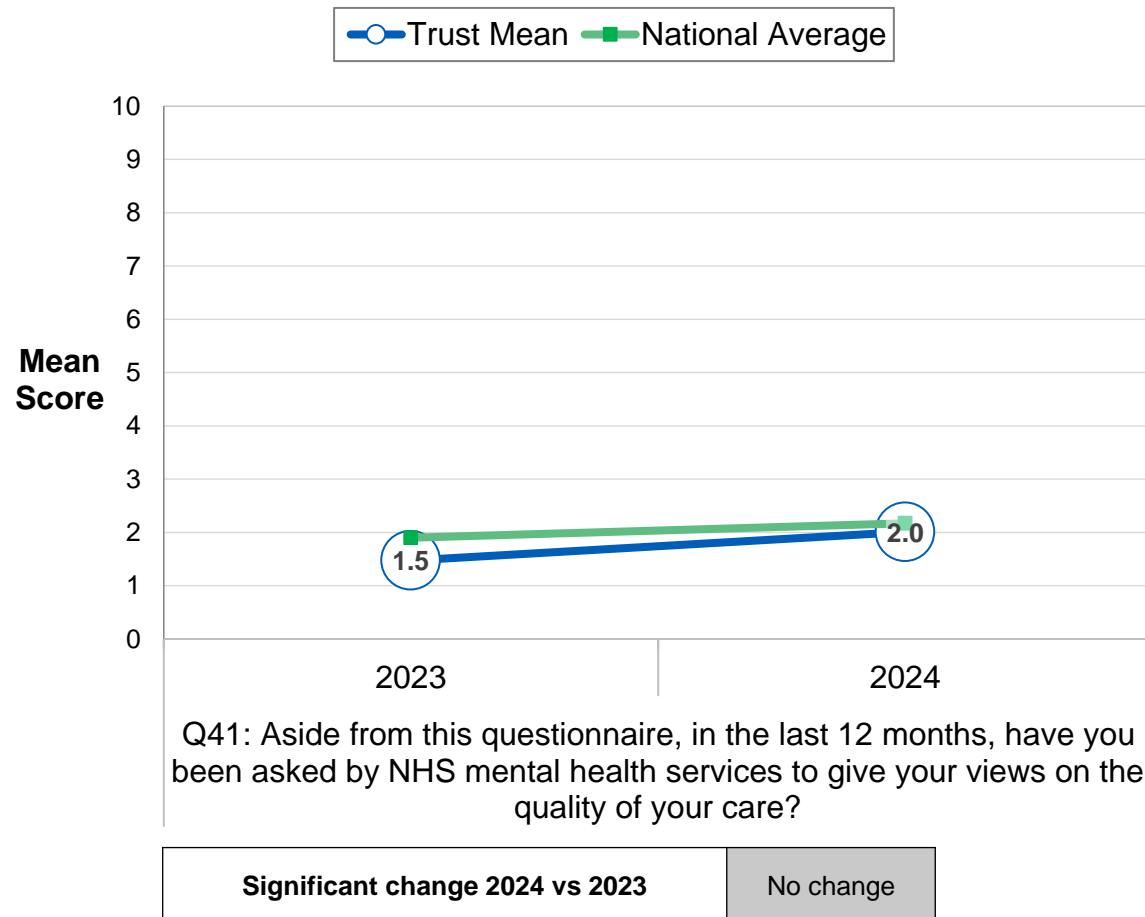 Trust Mean National Average
10
9
8
7
6
5
4
3
2
1
0
Mean
Score
1.5
2.0
2023 2024
Q41: Aside from this questionnaire, in the last 12 months, have you
been asked by NHS mental health services to give your views on the
quality of your care?
Significant change 2024 vs 2023 No change